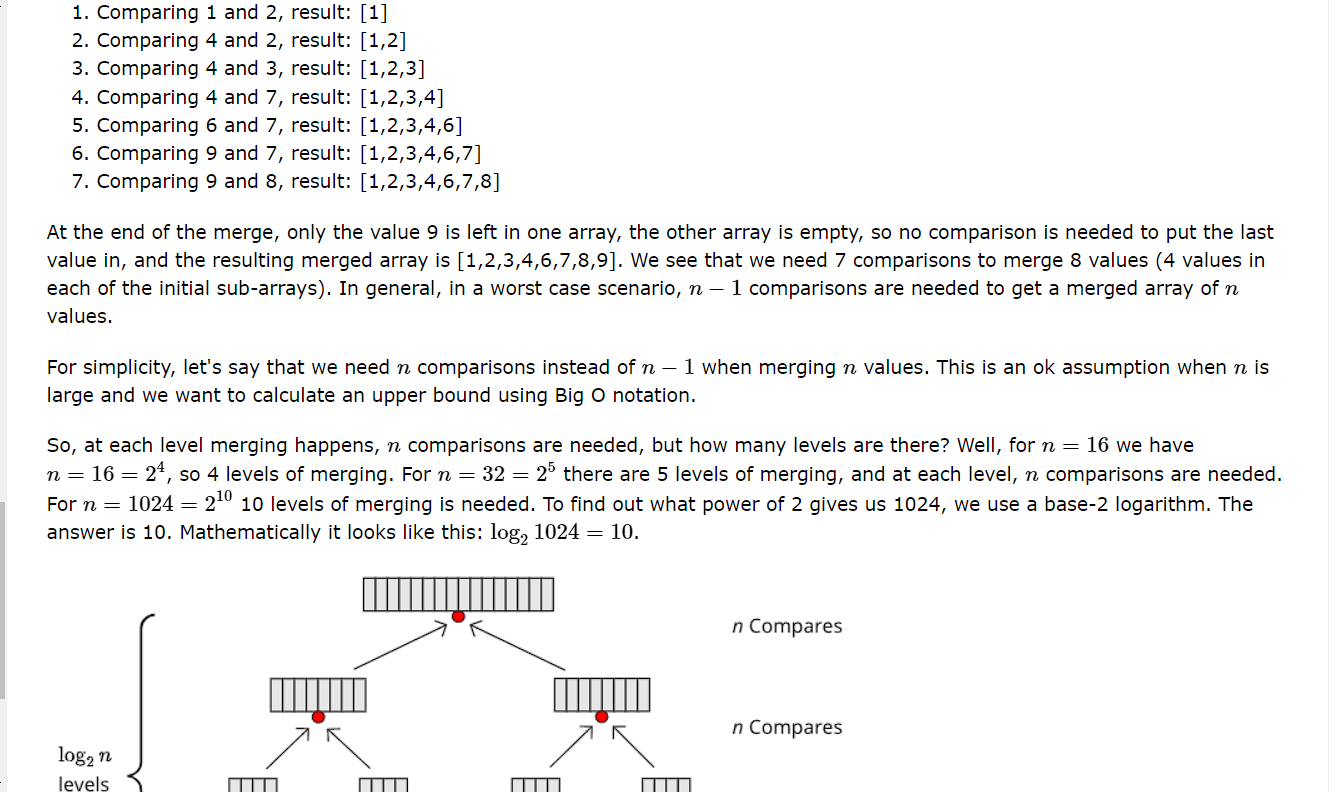 1. Comparing 1 and 2, result: [1]
2. Comparing 4 and 2, result: [1,2]
3. Comparing 4 and 3, result: [1,2,3]
4. Comparing 4 and 7, result: [1,2,3,4]
5. Comparing 6 and 7, result: [1,2,3,4,6]
6. Comparing 9 and 7, result: [1,2,3,4,6,7]
7. Comparing 9 and 8, result: [1,2,3,4,6,7,8]
At the end of the merge, only the value 9 is left in one array, the other array is empty, so no comparison is needed to put the last
value in, and the resulting merged array is [1,2,3,4,6,7,8,9]. We see that we need 7 comparisons to merge 8 values (4 values in
each of the initial sub-arrays). In general, in a worst case scenario, n − 1 comparisons are needed to get a merged array of n
values.
For simplicity, let's say that we need n comparisons instead of n − 1 when merging n values. This is an ok assumption when n is
large and we want to calculate an upper bound using Big O notation.
So, at each level merging happens, n comparisons are needed, but how many levels are there? Well, for n = 16 we have
n = 16 = 2⁴, so 4 levels of merging. For n = 32 = 2⁵ there are 5 levels of merging, and at each level, n comparisons are needed.
For n = 1024 = 2¹⁰ 10 levels of merging is needed. To find out what power of 2 gives us 1024, we use a base-2 logarithm. The
answer is 10. Mathematically it looks like this: log₂ 1024 = 10.
n Compares
n Compares
log₂ n
levels